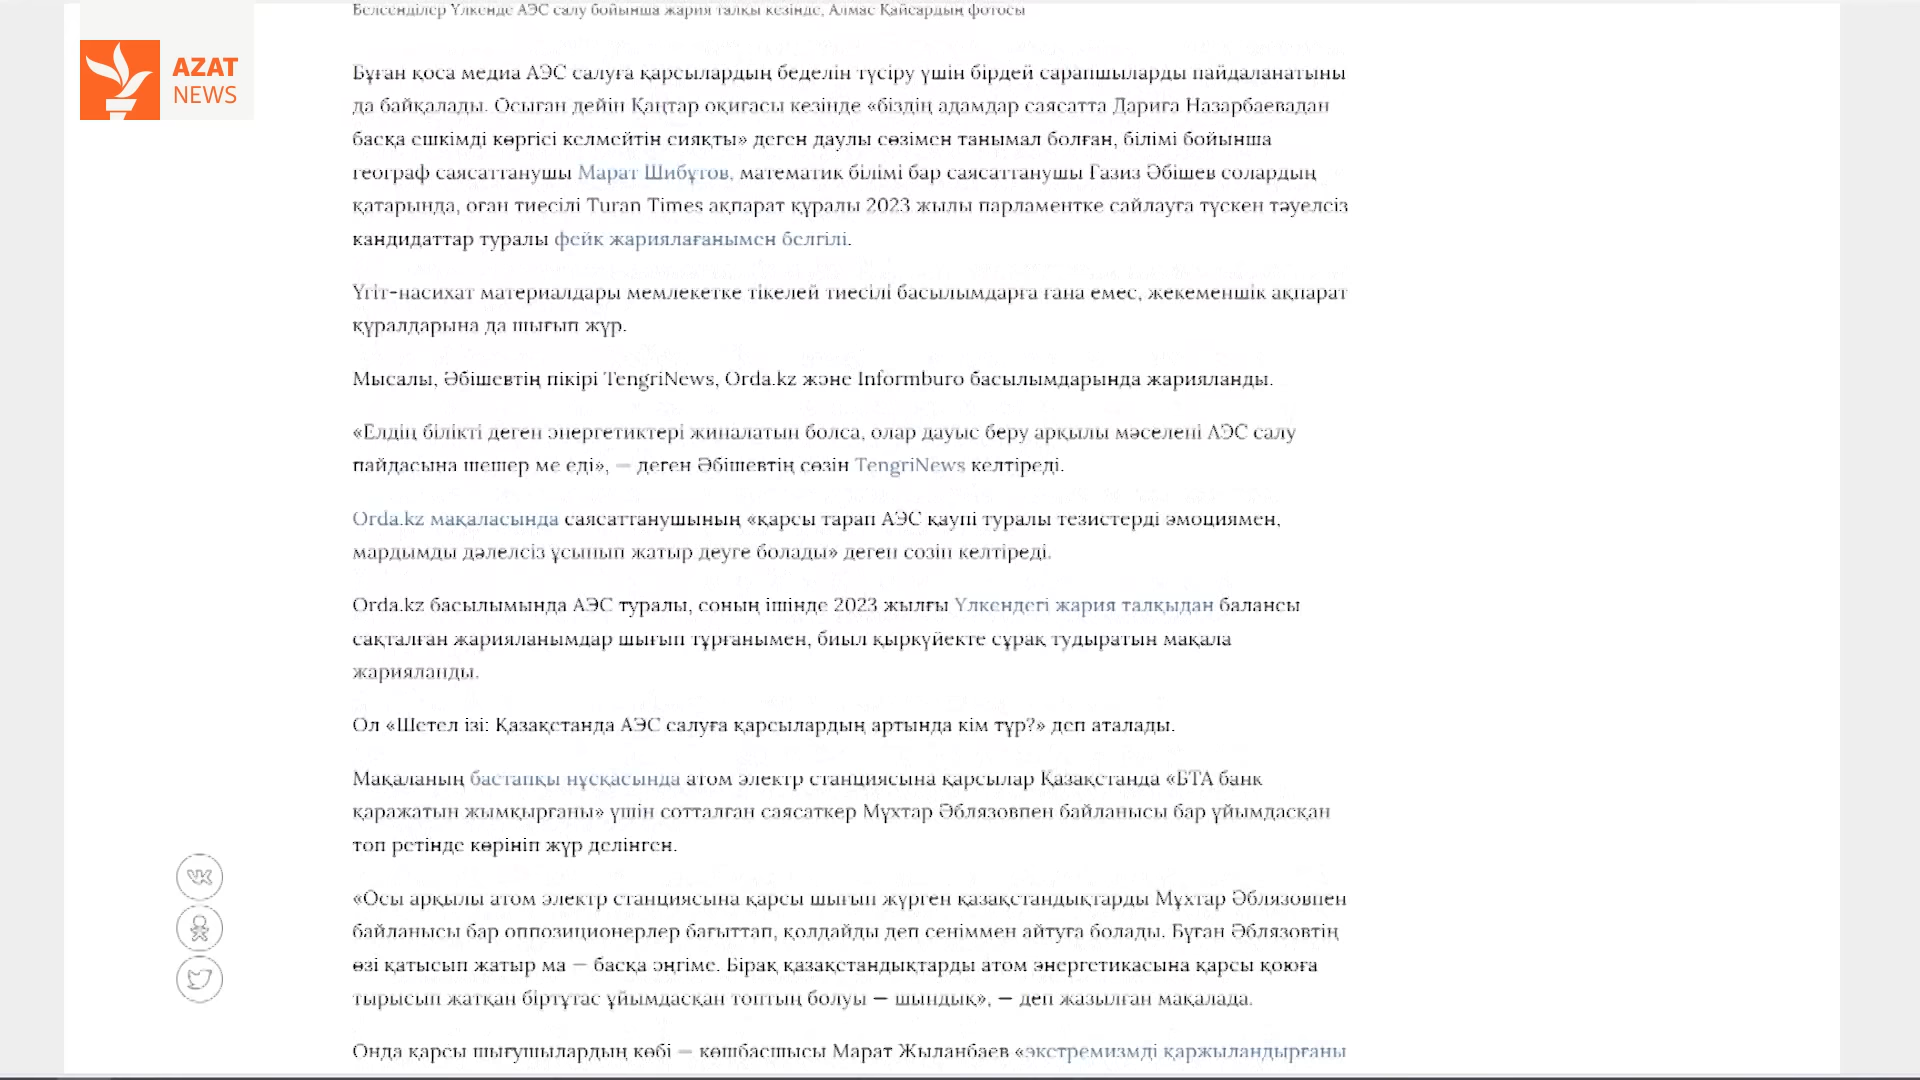 Белсенділер Үлкенде АЭС салу бойынша жария талқы кезінде, Алмас Қайсардың фотосы
AZAT
NEWS
Бұған қоса медиа АЭС салуға қарсылардың беделін түсіру үшін бірдей сарапшыларды пайдаланатыны
да байқалады. Осыған дейін Қаңтар оқиғасы кезінде «біздің адамдар саясатта Дариға Назарбаевадан
басқа ешкімді көргісі келмейтін сияқты» деген даулы сөзімен танымал болған, білімі бойынша
географ саясаттанушы Марат Шибұтов, математик білімі бар саясаттанушы Ғазиз Әбішев солардың
қатарында, оған тиесілі Turan Times ақпарат құралы 2023 жылы парламентке сайлауға түскен тәуелсіз
кандидаттар туралы фейк жариялағанымен белгілі.
Үгіт-насихат материалдары мемлекетке тікелей тиесілі басылымдарға ғана емес, жекеменшік ақпарат
құралдарына да шығып жүр.
Мысалы, Әбішевтің пікірі TengriNews, Orda.kz және Informburo басылымдарында жарияланды.
«Елдің білікті деген энергетиктері жиналатын болса, олар дауыс беру арқылы мәселені АЭС салу
пайдасына шешер ме еді», — деген Әбішевтің сөзін TengriNews келтіреді.
Orda.kz мақаласында саясаттанушының «қарсы тарап АЭС қаупі туралы тезистерді эмоциямен,
мардымды дәлелсіз ұсынып жатыр деуге болады» деген сөзін келтіреді.
Orda.kz басылымында АЭС туралы, соның ішінде 2023 жылғы Үлкендегі жария талқыдан балансы
сақталған жарияланымдар шығып тұрғанымен, биыл қыркүйекте сұрақ тудыратын мақала
жарияланды.
Ол «Шетел ізі: Қазақстанда АЭС салуға қарсылардың артында кім тұр?» деп аталады.
Мақаланың бастапқы нұсқасында атом электр станциясына қарсылар Қазақстанда «БТА банк
қаражатын жымқырғаны» үшін сотталған саясаткер Мұхтар Әблязовпен байланысы бар ұйымдасқан
топ ретінде көрініп жүр делінген.
«Осы арқылы атом электр станциясына қарсы шығып жүрген қазақстандықтарды Мұхтар Әблязовпен
байланысы бар оппозиционерлер бағыттап, қолдайды деп сеніммен айтуға болады. Бұған Әблязовтің
өзі қатысып жатыр ма — басқа әңгіме. Бірақ қазақстандықтарды атом энергетикасына қарсы қоюға
тырысып жатқан біртұтас ұйымдасқан топтың болуы — шындық», — деп жазылған мақалада.
Онда қарсы шығушылардың көбі — көшбасшысы Марат Жыланбаев «экстремизмді қаржыландырғаны